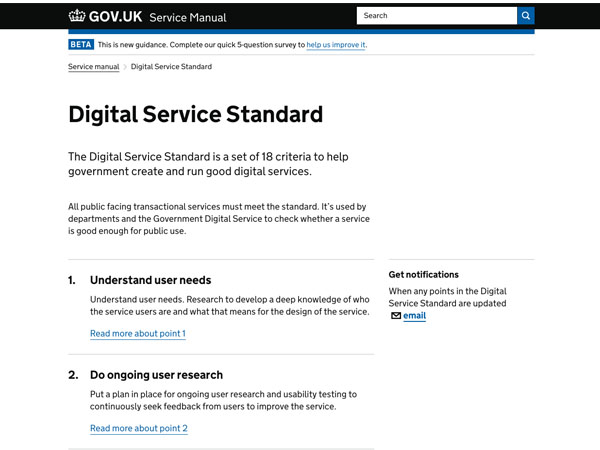 GOV.UK Service Manual
Search
BETA This is new guidance. Complete our quick 5-question survey to help us improve it.
Service manual > Digital Service Standard
Digital Service Standard
The Digital Service Standard is a set of 18 criteria to help
government create and run good digital services.
All public facing transactional services must meet the standard. It's used by
departments and the Government Digital Service to check whether a service
is good enough for public use.
1. Understand user needs
Understand user needs. Research to develop a deep knowledge of who
the service users are and what that means for the design of the service.
Read more about point 1
2. Do ongoing user research
Put a plan in place for ongoing user research and usability testing to
continuously seek feedback from users to improve the service.
Read more about point 2
Get notifications
When any points in the Digital
Service Standard are updated
email